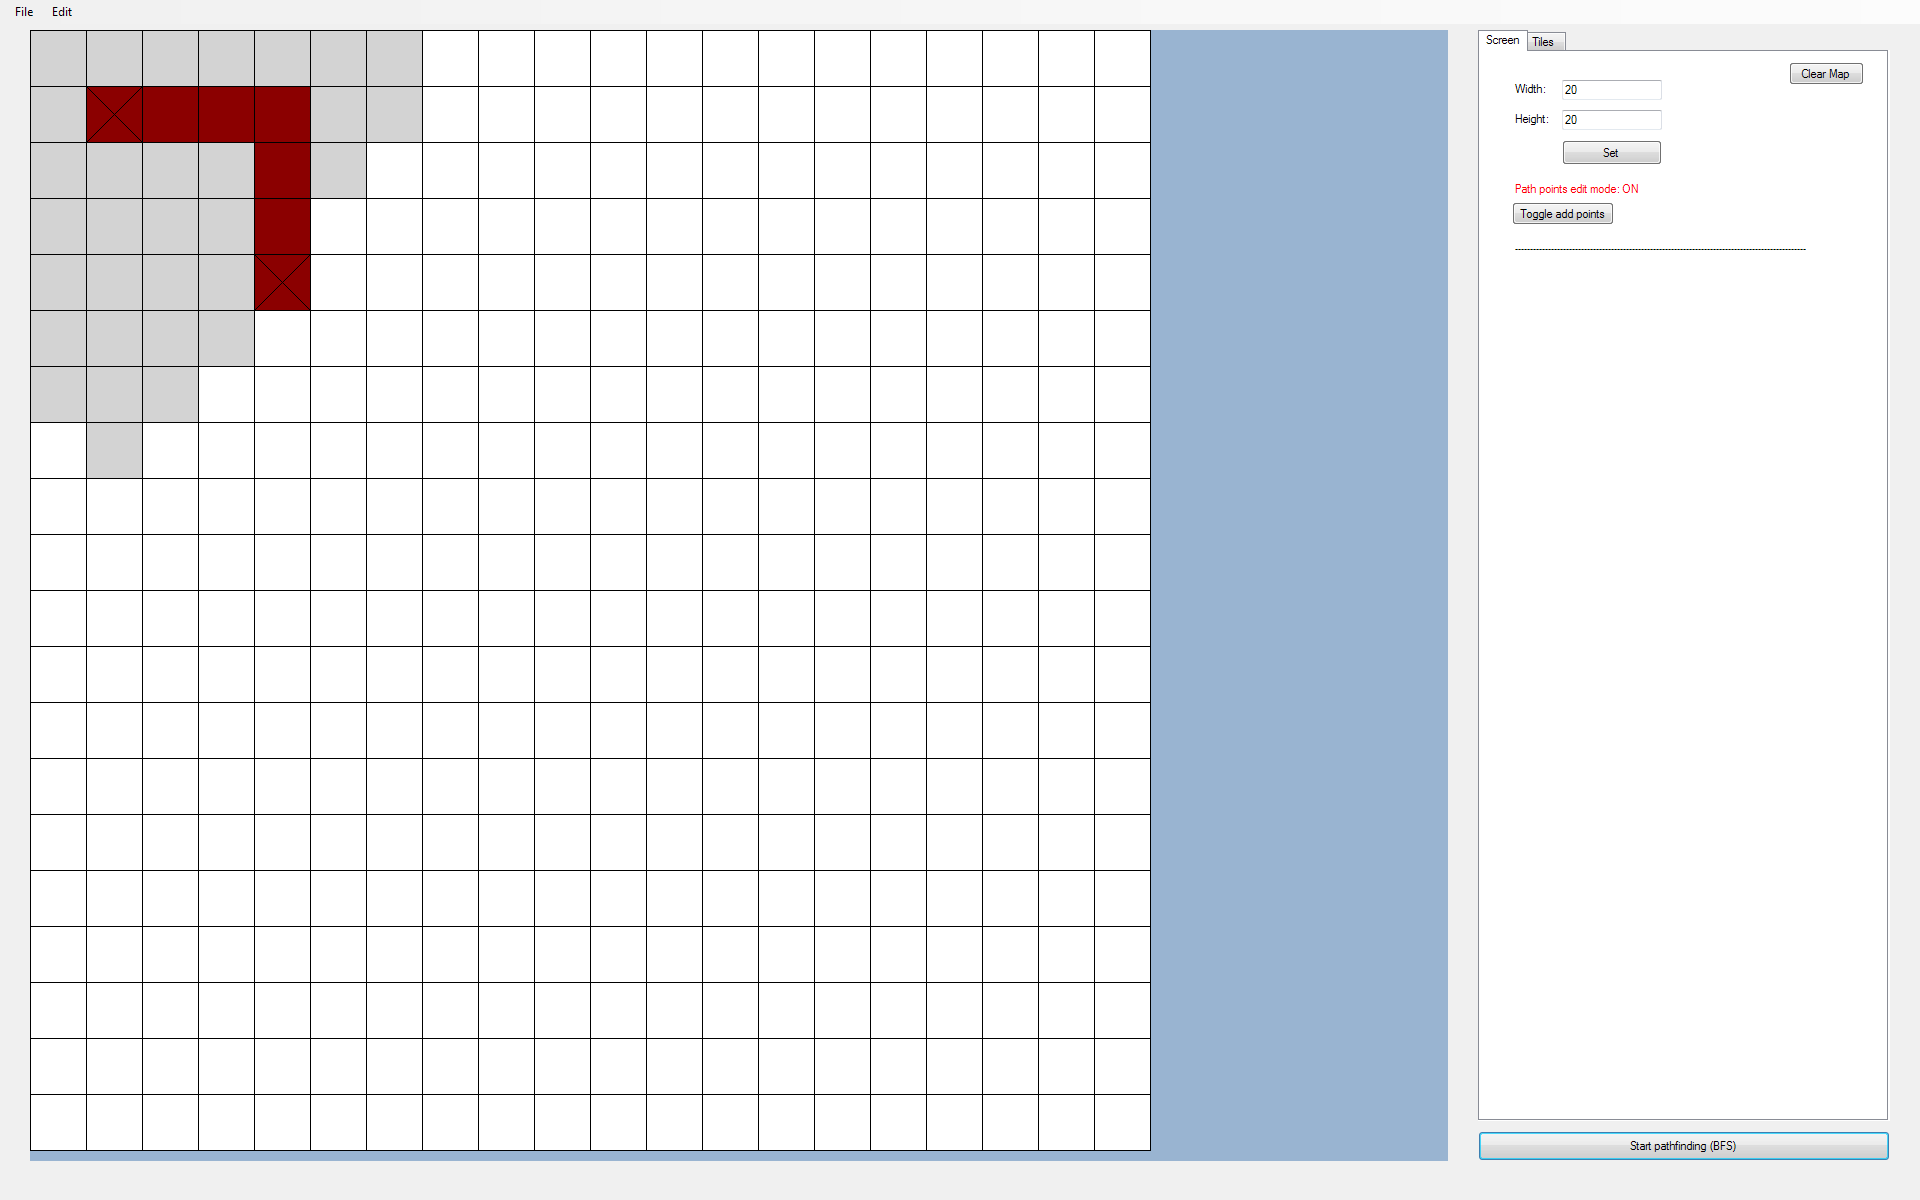 File Edit
Screen Tiles
Clear Map
Width: 20
Height: 20
Set
Path points edit mode: ON
Toggle add points
Start pathfinding (BFS)